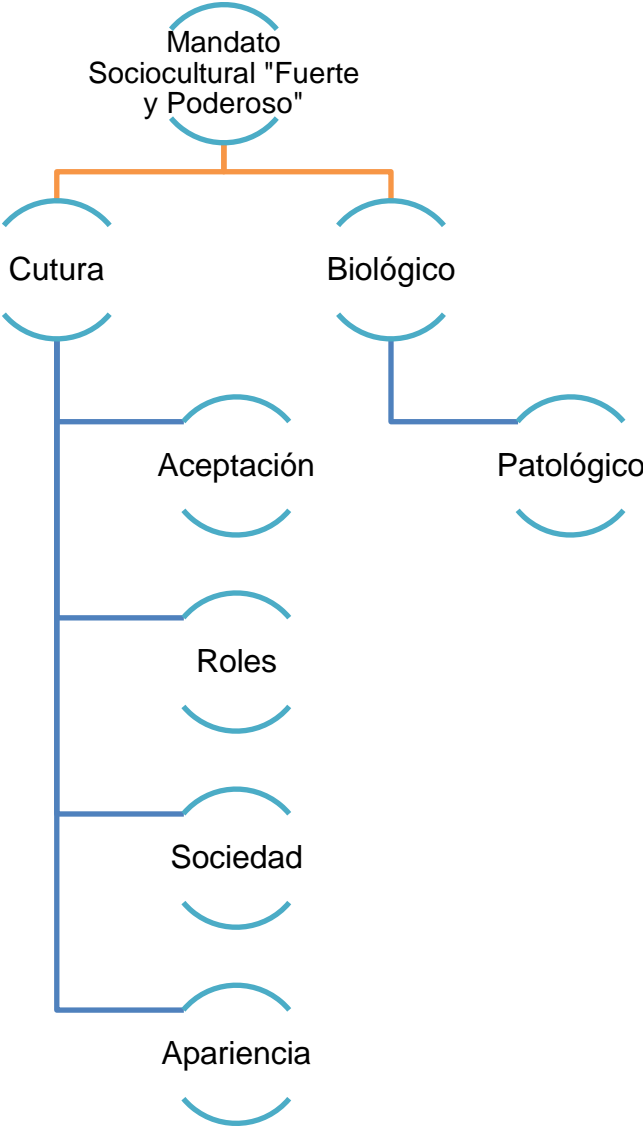 Mandato
Sociocultural "Fuerte
y Poderoso"
Cutura
Biológico
Aceptación
Patológico
Roles
Sociedad
Apariencia